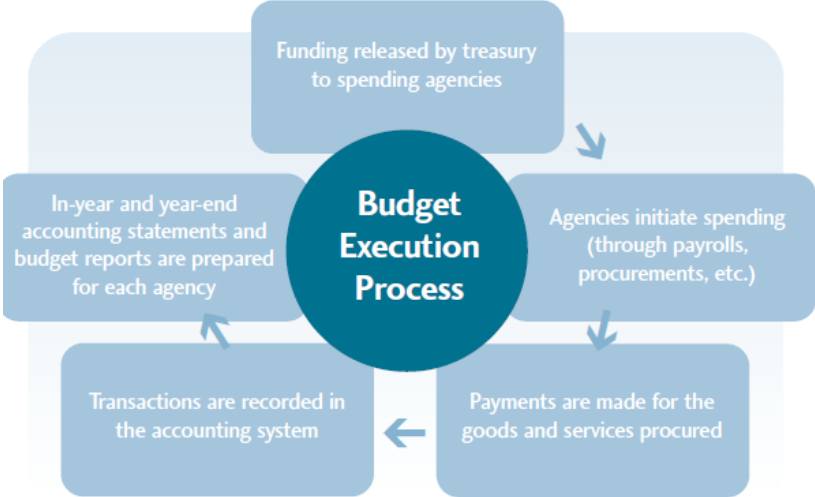 Funding released by treasury
to spending agencies
Budget
Execution
Process
Agencies initiate spending
(through payrolls,
procurements, etc.)
Payments are made for the
goods and services procured
Transactions are recorded in
the accounting system
In-year and year-end
accounting statements and
budget reports are prepared
for each agency